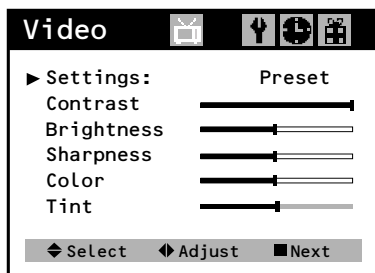 Video
Settings: Preset
Contrast
Brightness
Sharpness
Color
Tint
Select Adjust Next